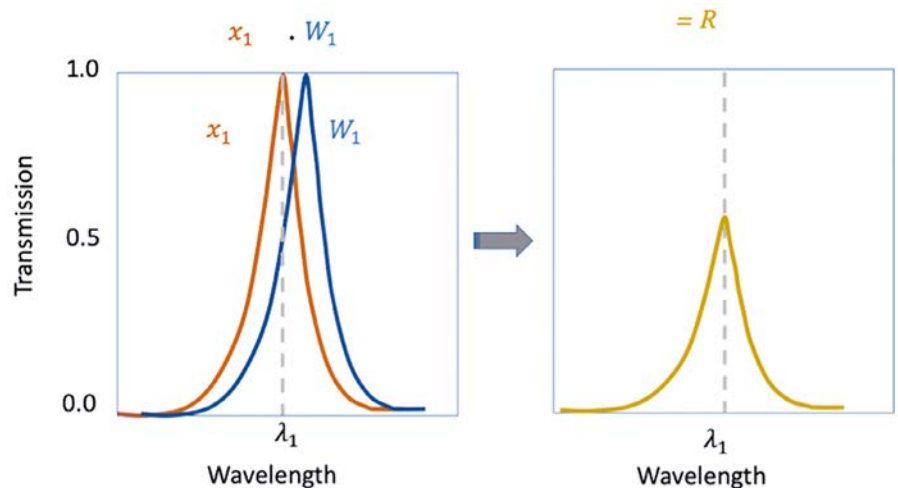 x₁ . W₁
= R
1.0
x₁
W₁
Transmission
0.5
0.0
λ₁
λ₁
Wavelength
Wavelength